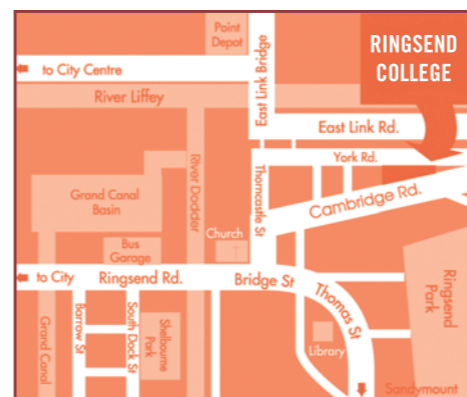 Point
Depot
RINGSEND
COLLEGE
to City Centre
East Link Bridge
River Liffey
East Link Rd.
York Rd.
River Dodder
Thorncastle St
Cambridge Rd.
Grand Canal
Basin
Church
Bus
Garage
to City
Ringsend Rd.
Bridge St
Thomas St
Ringsend
Park
Grand Canal
Barrow St
South Dock St
Shelbourne
Park
Library
Sandymount